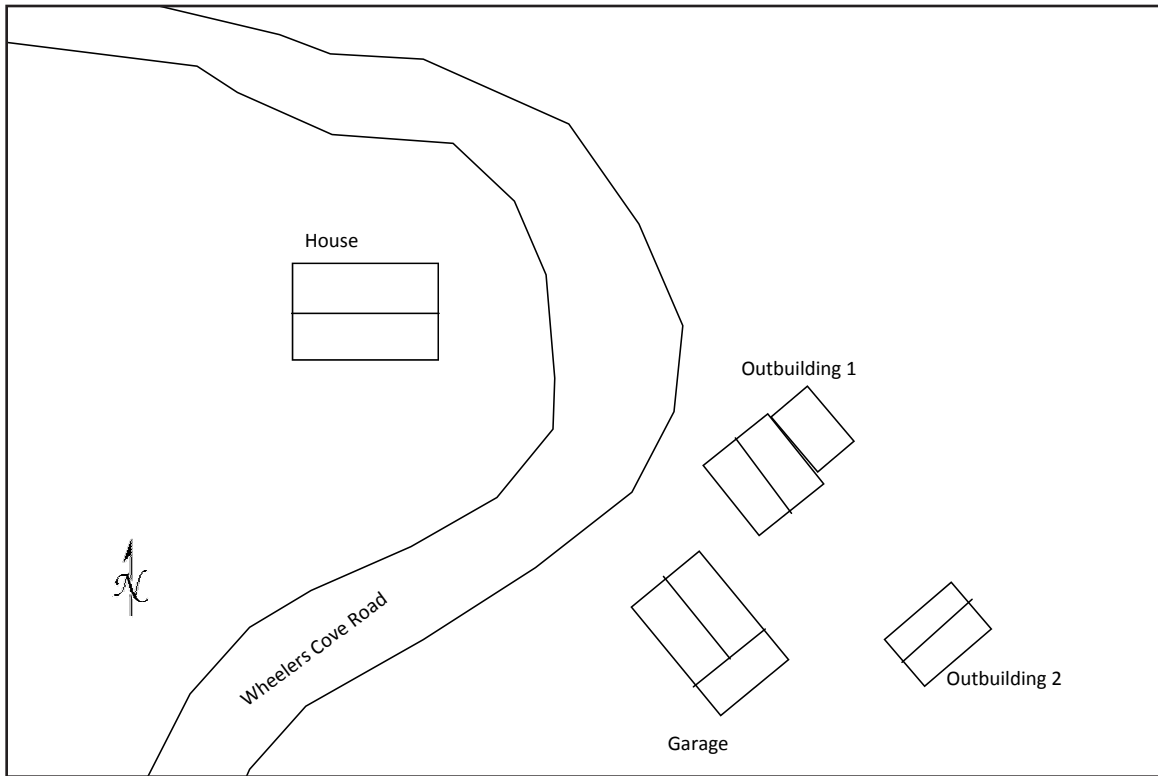 House
Outbuilding 1
N
Wheelers Cove Road
Outbuilding 2
Garage